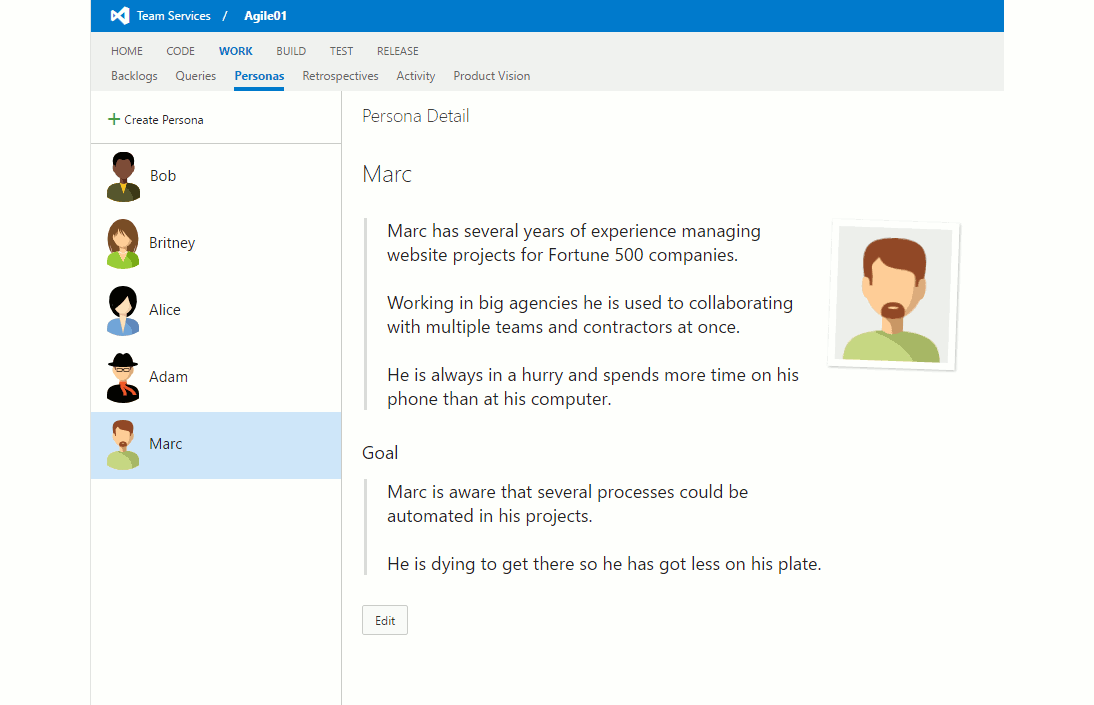 Team Services / Agile01
HOME CODE WORK BUILD TEST RELEASE
Backlogs Queries Personas Retrospectives Activity Product Vision
+ Create Persona
Bob
Britney
Alice
Adam
Marc
Persona Detail
Marc
Marc has several years of experience managing
website projects for Fortune 500 companies.
Working in big agencies he is used to collaborating
with multiple teams and contractors at once.
He is always in a hurry and spends more time on his
phone than at his computer.
Goal
Marc is aware that several processes could be
automated in his projects.
He is dying to get there so he has got less on his plate.
Edit